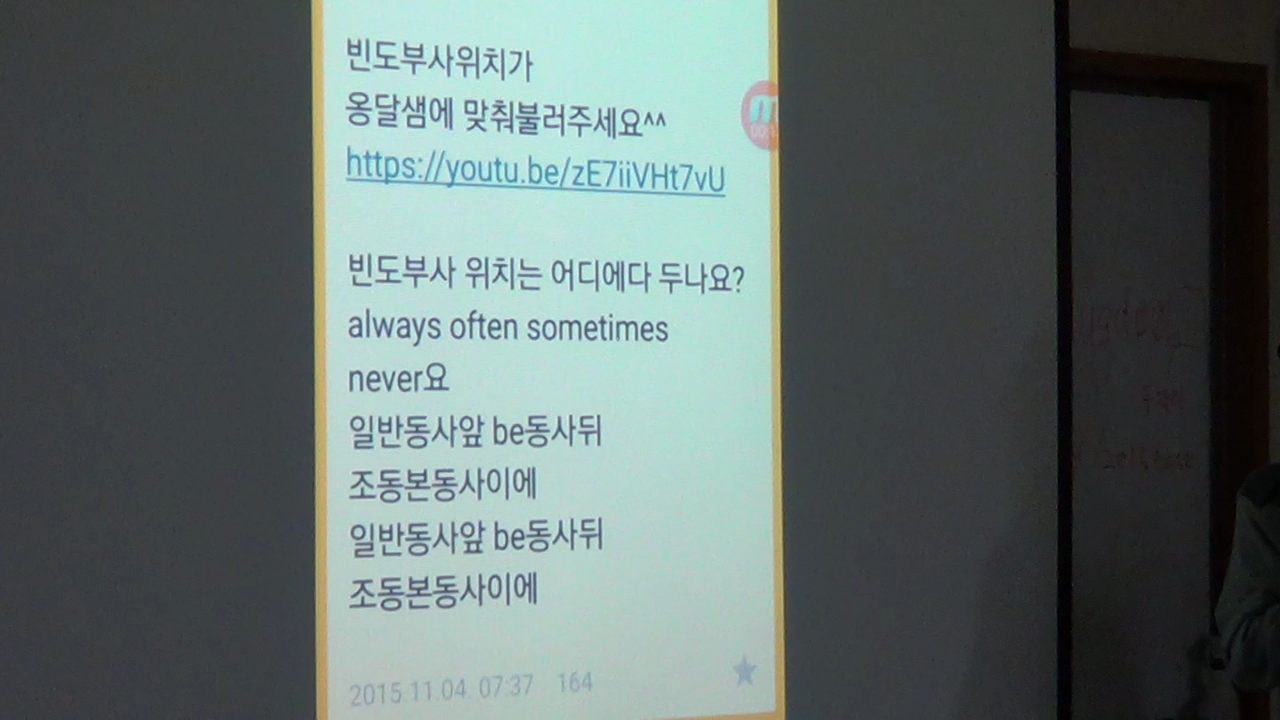 빈도부사위치가
옹달샘에 맞춰불러주세요^^
https://youtu.be/zE7iiVHt7vU
빈도부사 위치는 어디에다 두나요?
always often sometimes
never요
일반동사앞 be동사뒤
조동본동사이에
일반동사앞 be동사뒤
조동본동사이에
2015.11.04 07:37 164